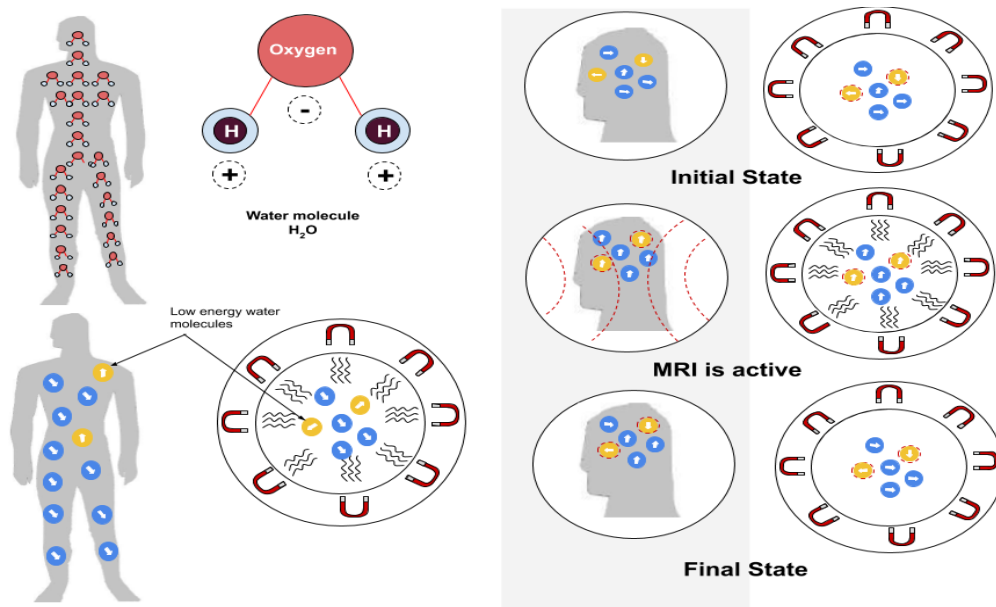 Oxygen
-
H
H
+
+
Water molecule
H₂O
Low energy water
molecules
Initial State
MRI is active
Final State